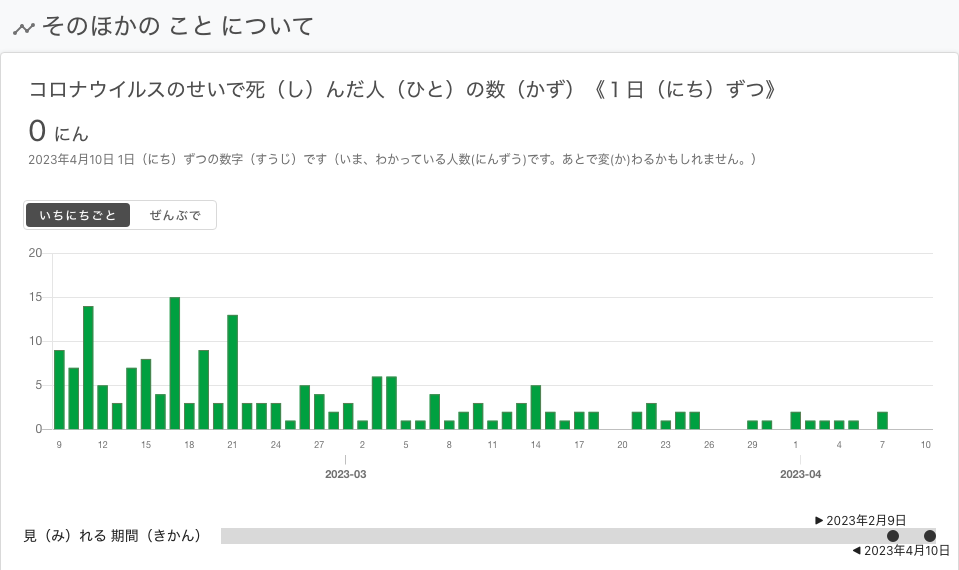 そのほかの こと について
コロナウイルスのせいで死（し）んだ人（ひと）の数（かず）《１日（にち）ずつ》
0 にん
2023年4月10日 1日（にち）ずつの数字（すうじ）です（いま、わかっている人数(にんずう)です。あとで変(か)わるかもしれません。）
いちにちごと ぜんぶで
20
15
10
5
0
9 12 15 18 21 24 27 2 5 8 11 14 17 20 23 26 29 1 4 7 10
2023-03 2023-04
▶ 2023年2月9日
見（み）れる 期間（きかん）
◀ 2023年4月10日